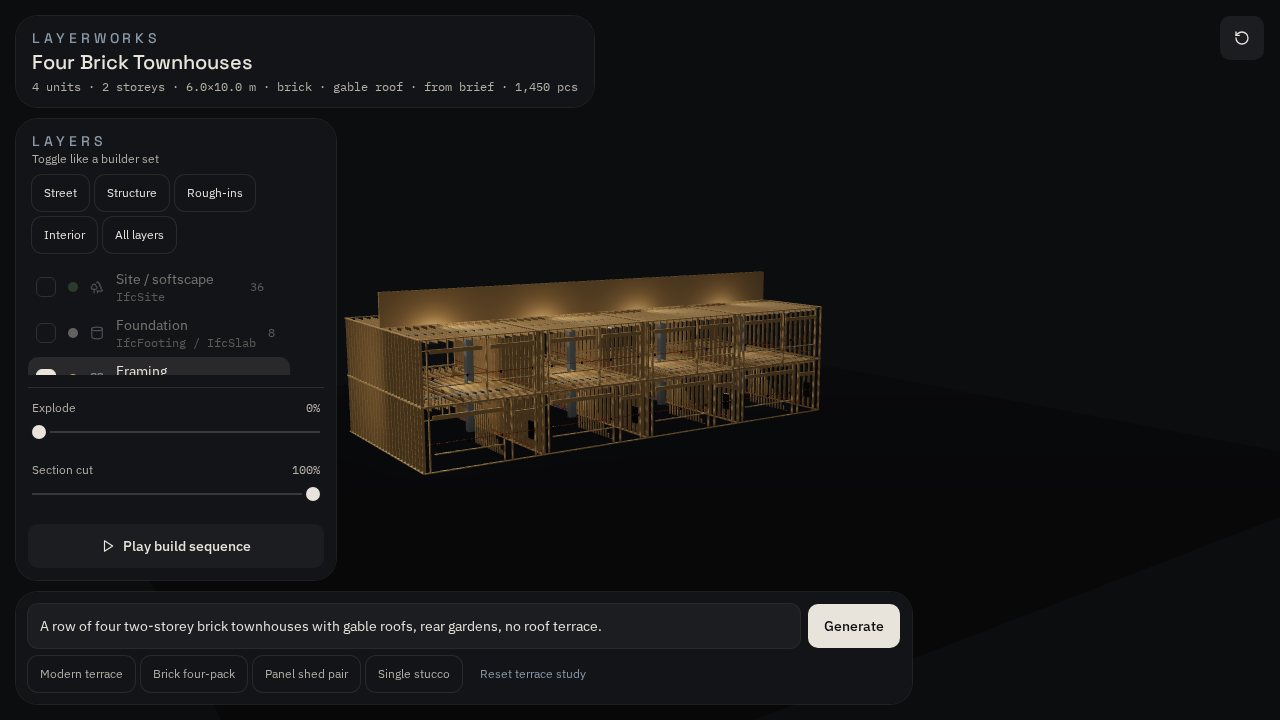 LAYERWORKS
Four Brick Townhouses
4 units · 2 storeys · 6.0×10.0 m · brick · gable roof · from brief · 1,450 pcs
LAYERS
Toggle like a builder set
Street
Structure
Rough-ins
Interior
All layers
Site / softscape
IfcSite
36
Foundation
IfcFooting / IfcSlab
8
Framing
Explode
0%
Section cut
100%
Play build sequence
A row of four two-storey brick townhouses with gable roofs, rear gardens, no roof terrace.
Generate
Modern terrace
Brick four-pack
Panel shed pair
Single stucco
Reset terrace study